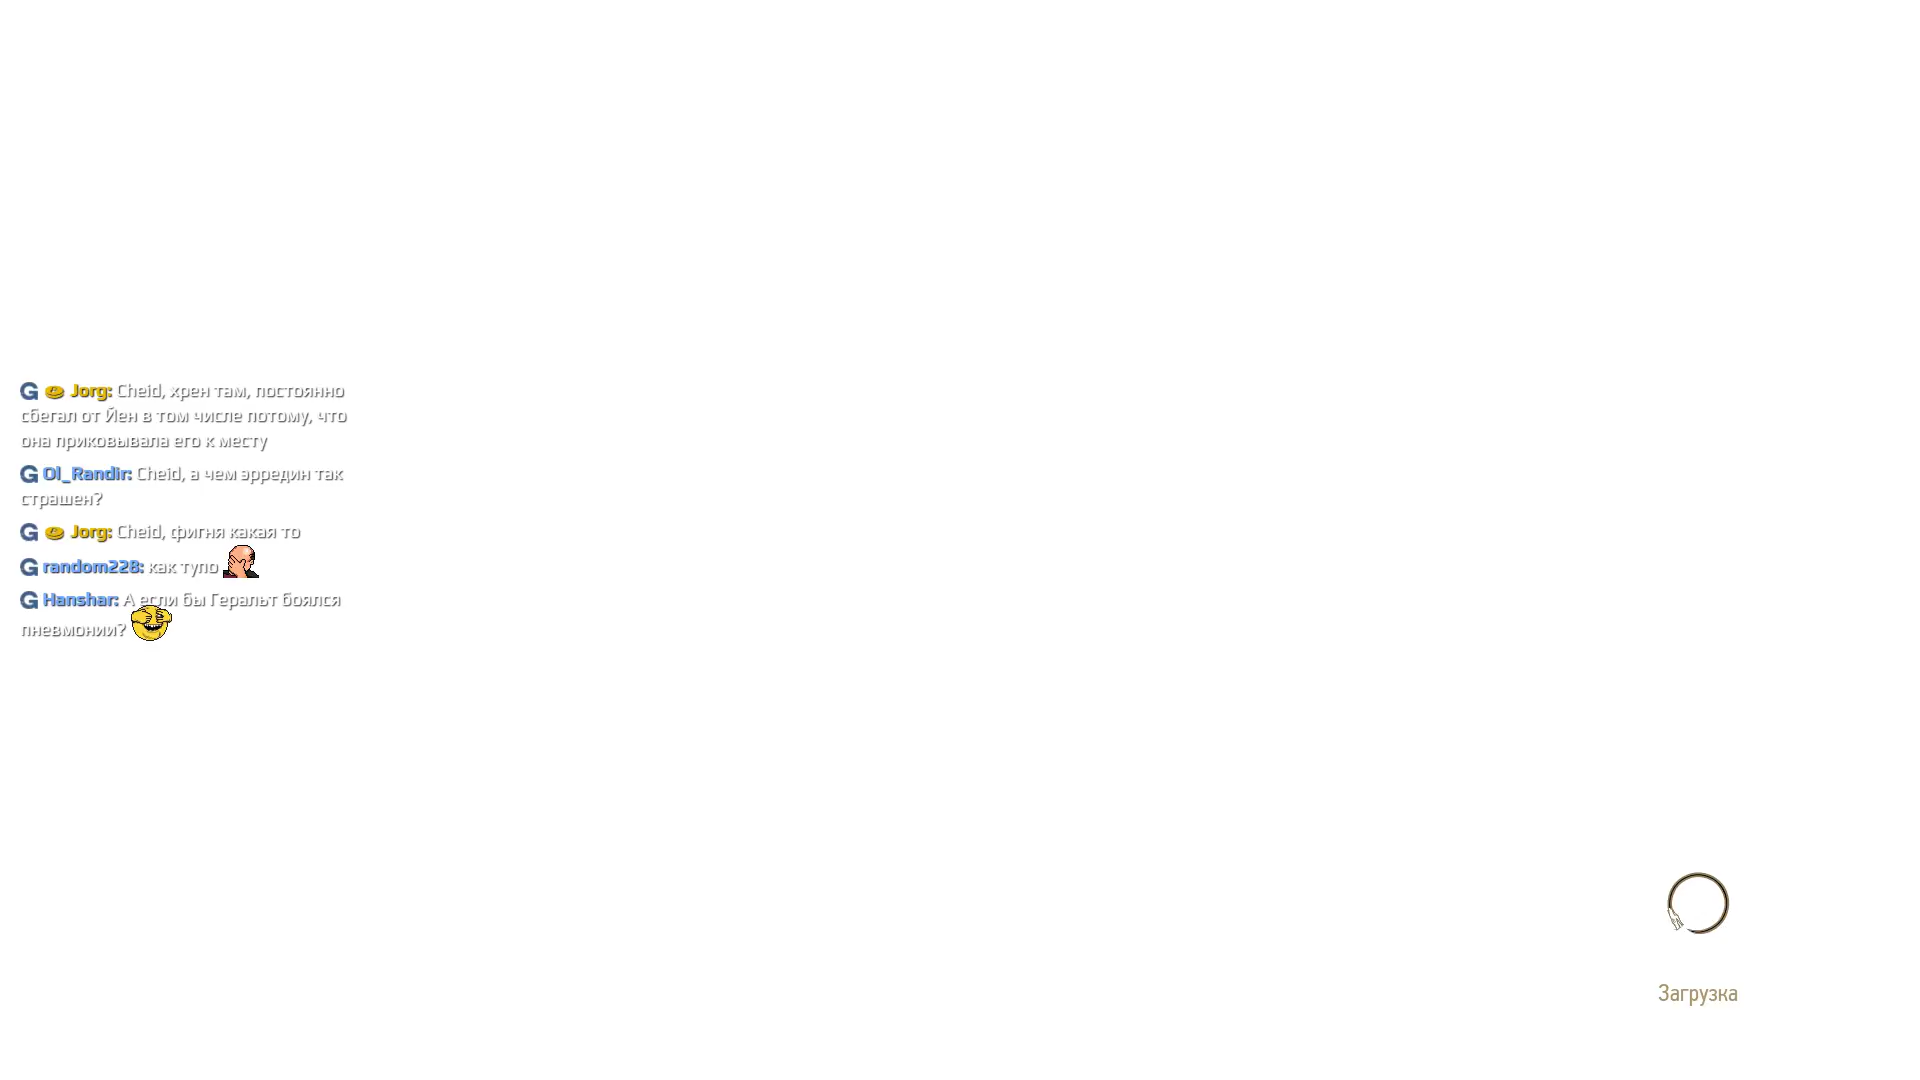 Jorg: Cheid, хрен там, постоянно
сбегал от Йен в том числе потому, что
она приковывала его к месту
Ol_Randir: Cheid, а чем эрредин так
страшен?
Jorg: Cheid, фигня какая то
random228: как тупо
Hanshar: А если бы Геральт боялся
пневмонии?
Загрузка